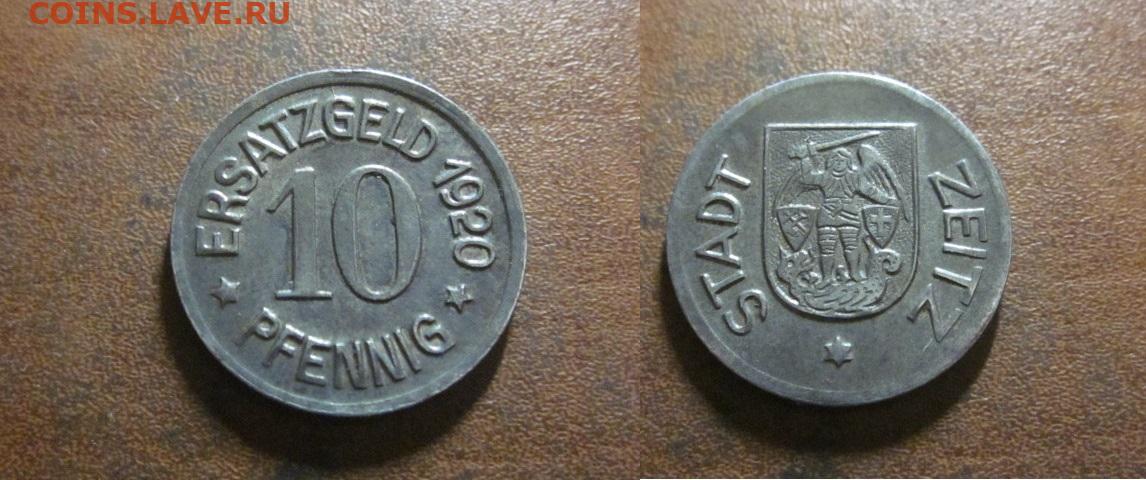 COINS.LAVE.RU
ERSATZGELD 1920
10
PFENNIG
STADT ZEITZ